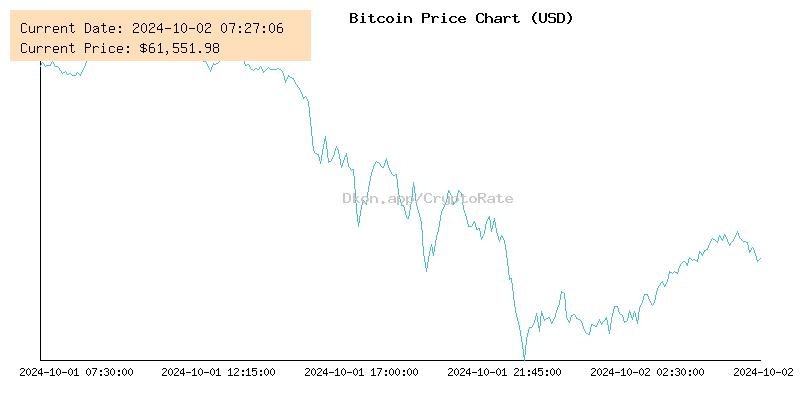 Bitcoin Price Chart (USD)
Current Date: 2024-10-02 07:27:06
Current Price: $61,551.98
Dkon.app/CryptoRate
2024-10-01 07:30:00 2024-10-01 12:15:00 2024-10-01 17:00:00 2024-10-01 21:45:00 2024-10-02 02:30:00 2024-10-02